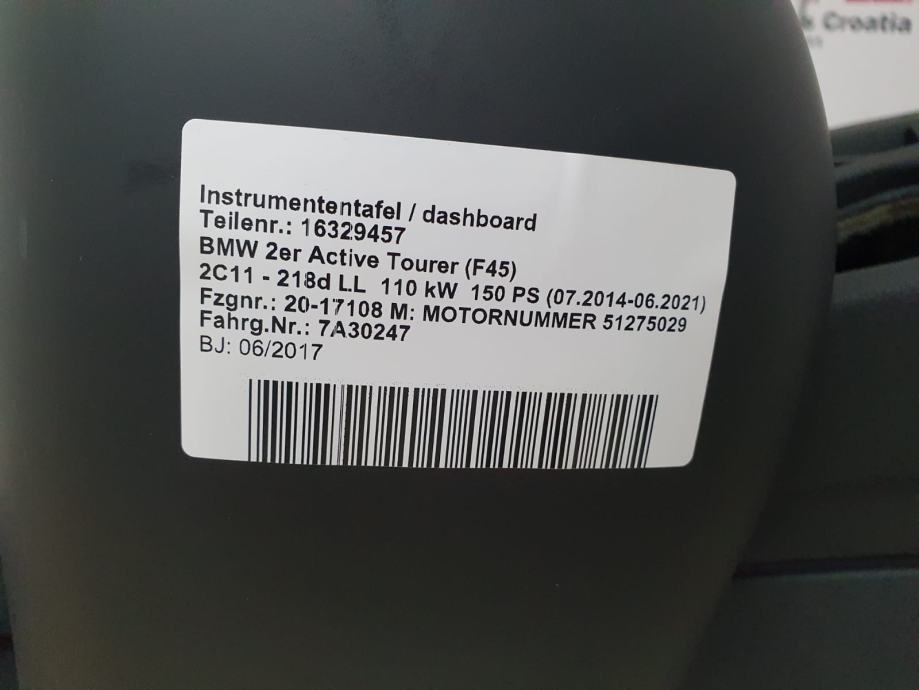 Croatia
Instrumententafel / dashboard
Teilenr.: 16329457
BMW 2er Active Tourer (F45)
2C11 - 218d LL 110 kW 150 PS (07.2014-06.2021)
Fzgnr.: 20-17108 M: MOTORNUMMER 51275029
Fahrg.Nr.: 7A30247
BJ: 06/2017